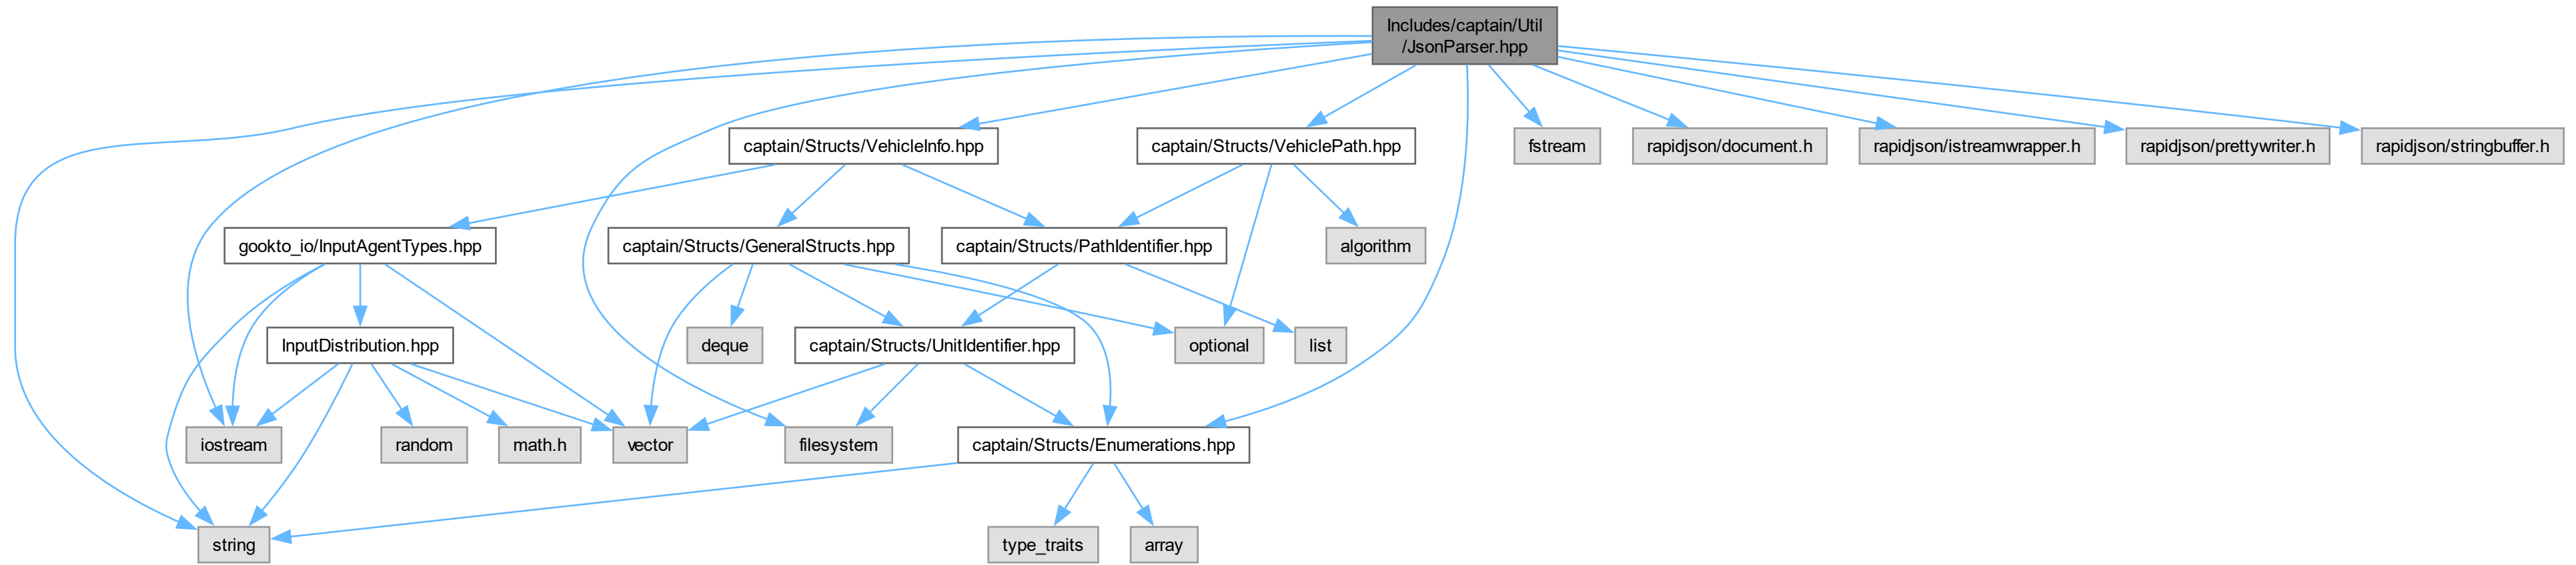 Includes/captain/Util
/JsonParser.hpp
captain/Structs/VehicleInfo.hpp
captain/Structs/VehiclePath.hpp
fstream
rapidjson/document.h
rapidjson/istreamwrapper.h
rapidjson/prettywriter.h
rapidjson/stringbuffer.h
gookto_io/InputAgentTypes.hpp
captain/Structs/GeneralStructs.hpp
captain/Structs/PathIdentifier.hpp
algorithm
InputDistribution.hpp
deque
captain/Structs/UnitIdentifier.hpp
optional
list
iostream
random
math.h
vector
filesystem
captain/Structs/Enumerations.hpp
string
type_traits
array